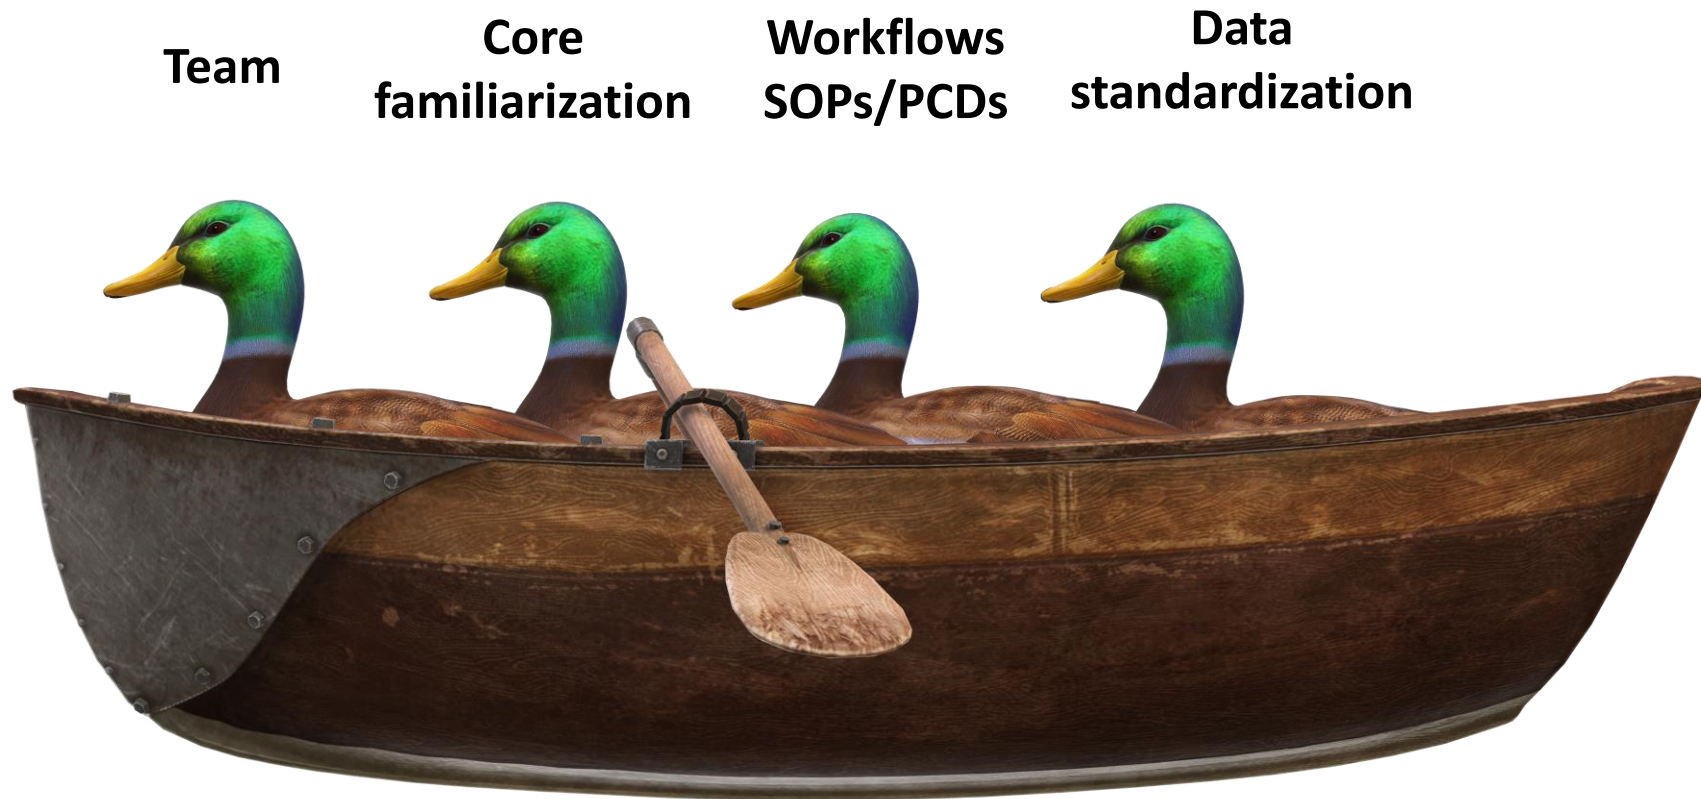 Team
Core
familiarization
Workflows
SOPs/PCDs
Data
standardization